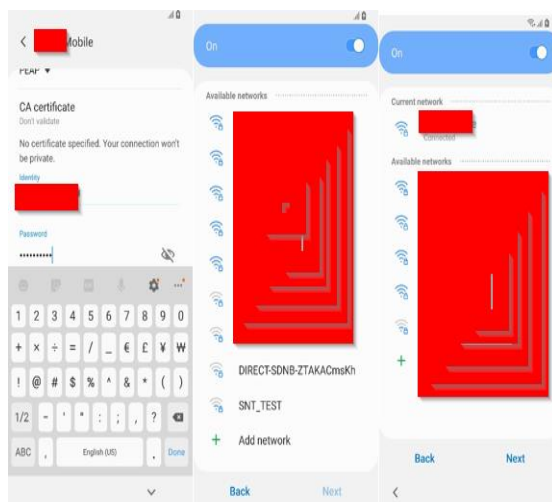 Mobile
PEAP
CA certificate
Don't validate
No certificate specified. Your connection won't
be private.
Identity
Password
••••••••••
1 2 3 4 5 6 7 8 9 0
+ × ÷ = / _ € £ ¥ ₩
! @ # $ % ^ & * ( )
1/2 - ' " : ; , ?
ABC , English (US) . Done
On
Available networks
DIRECT-SDNB-ZTAKACmsKh
SNT_TEST
+ Add network
Back Next
On
Current network
Connected
Available networks
+
Back Next